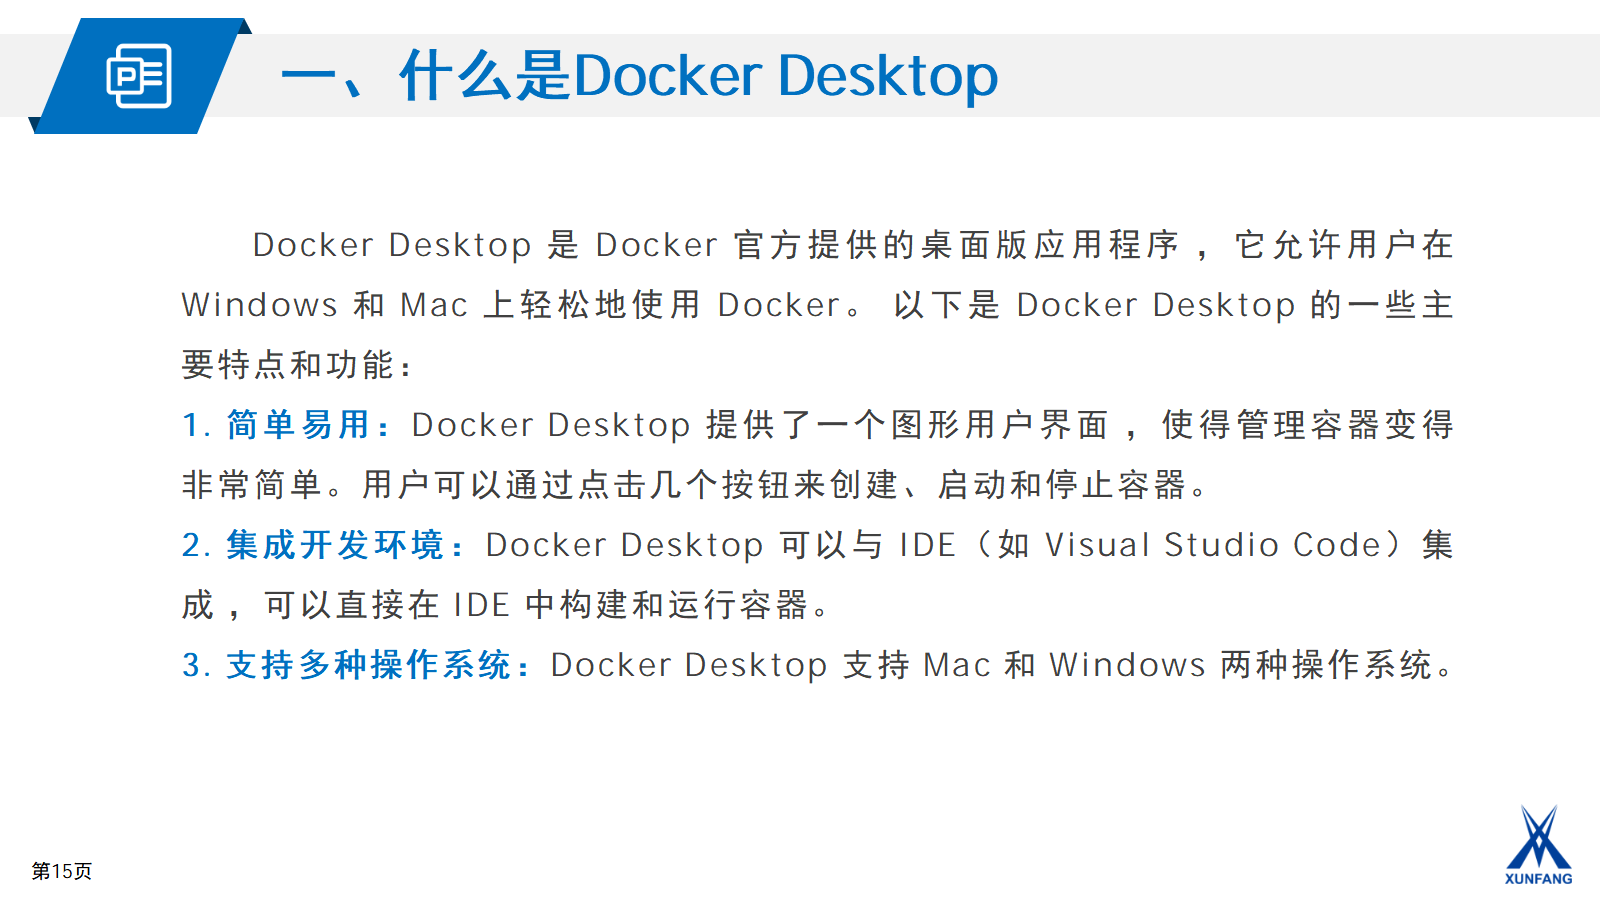 一、什么是Docker Desktop
Docker Desktop 是 Docker 官方提供的桌面版应用程序，它允许用户在
Windows 和 Mac 上轻松地使用 Docker。 以下是 Docker Desktop 的一些主
要特点和功能：
1. 简单易用：Docker Desktop 提供了一个图形用户界面，使得管理容器变得
非常简单。用户可以通过点击几个按钮来创建、启动和停止容器。
2. 集成开发环境：Docker Desktop 可以与 IDE（如 Visual Studio Code）集
成，可以直接在 IDE 中构建和运行容器。
3. 支持多种操作系统：Docker Desktop 支持 Mac 和 Windows 两种操作系统。
第15页
XUNFANG